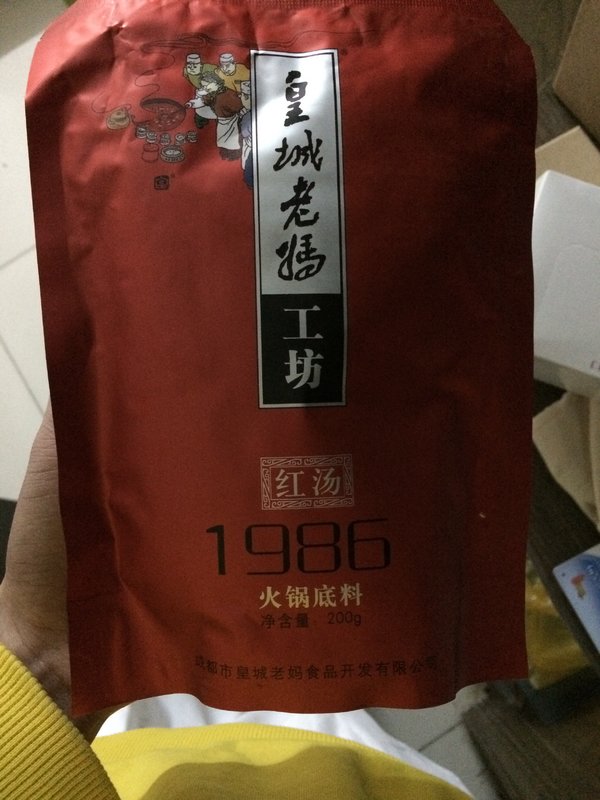 皇城老妈
工坊
红汤
1986
火锅底料
净含量 200g
成都市皇城老妈食品开发有限公司